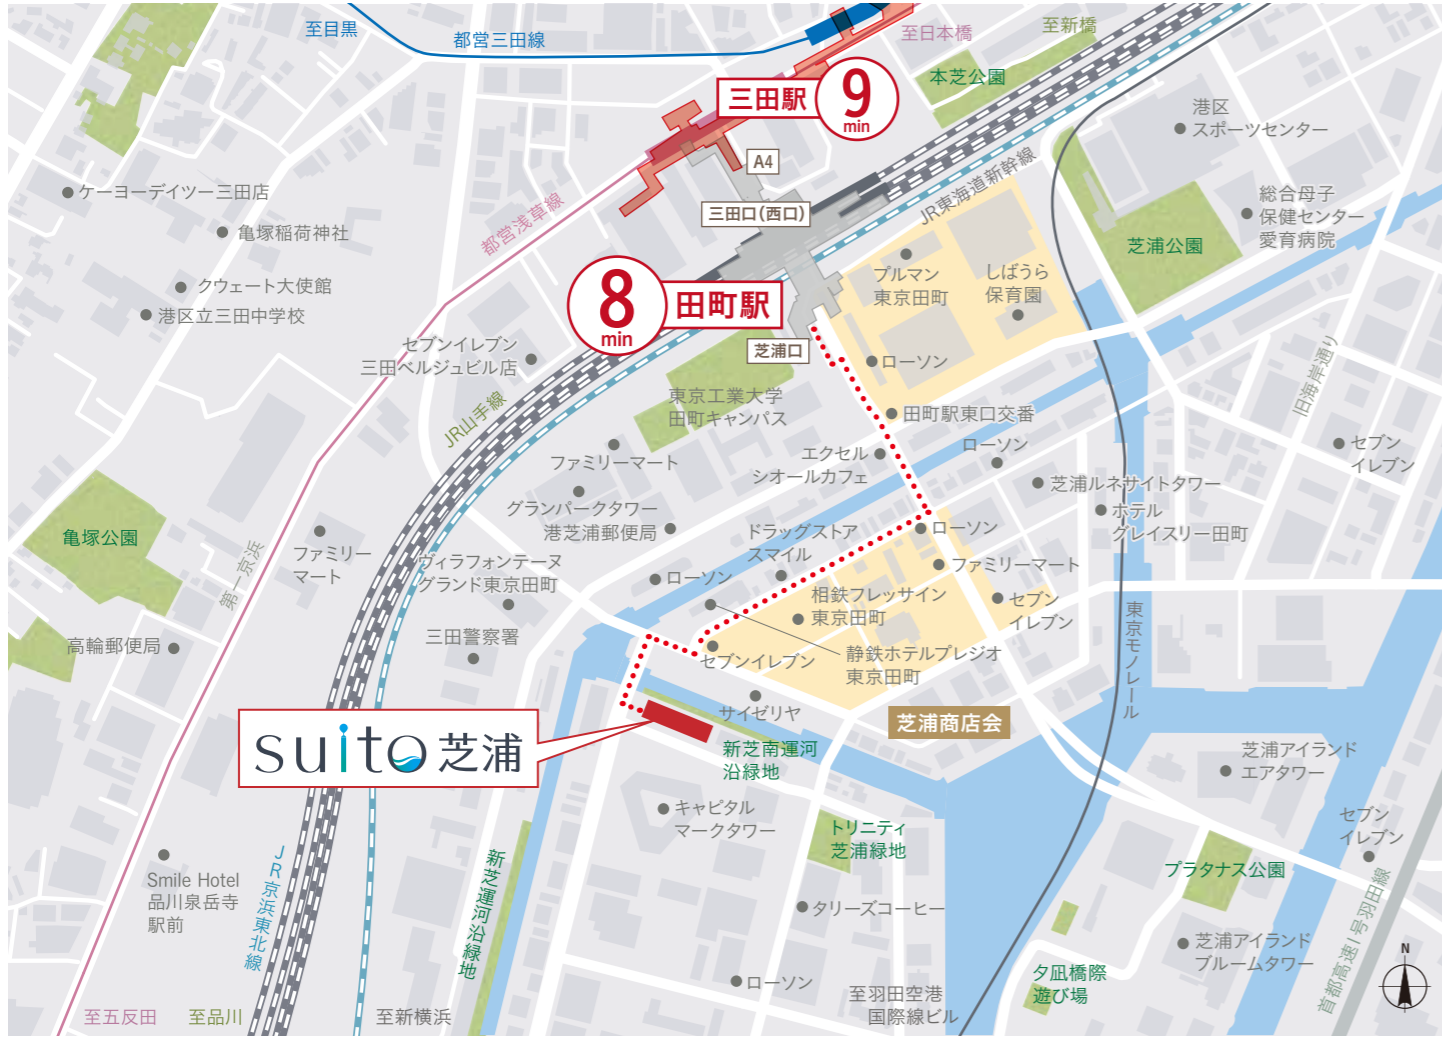 至目黒
都営三田線
至日本橋
至新橋
本芝公園
三田駅
9
min
港区
スポーツセンター
A4
ケーヨーデイツー三田店
三田口(西口)
JR東海道新幹線
総合母子
保健センター
愛育病院
都営浅草線
亀塚稲荷神社
芝浦公園
プルマン
東京田町
しばうら
保育園
クウェート大使館
港区立三田中学校
8
min
田町駅
芝浦口
セブンイレブン
三田ベルジュビル店
ローソン
旧海岸通り
東京工業大学
田町キャンパス
JR山手線
田町駅東口交番
ローソン
エクセル
シオールカフェ
セブン
イレブン
ファミリーマート
芝浦ルネサイトタワー
グランパークタワー
港芝浦郵便局
ホテル
グレイスリー田町
ドラッグストア
スマイル
ローソン
亀塚公園
ファミリー
マート
第一京浜
ヴィラフォンテーヌ
グランド東京田町
ローソン
ファミリーマート
相鉄フレッサイン
東京田町
セブン
イレブン
東京モノレール
高輪郵便局
三田警察署
セブンイレブン
静鉄ホテルプレジオ
東京田町
サイゼリヤ
芝浦商店会
suito 芝浦
新芝南運河
沿緑地
芝浦アイランド
エアタワー
キャピタル
マークタワー
トリニティ
芝浦緑地
セブン
イレブン
プラタナス公園
Smile Hotel
品川泉岳寺
駅前
JR京浜東北線
新芝運河沿緑地
タリーズコーヒー
芝浦アイランド
ブルームタワー
首都高速1号羽田線
N
ローソン
夕凪橋際
遊び場
至羽田空港
国際線ビル
至五反田
至品川
至新横浜